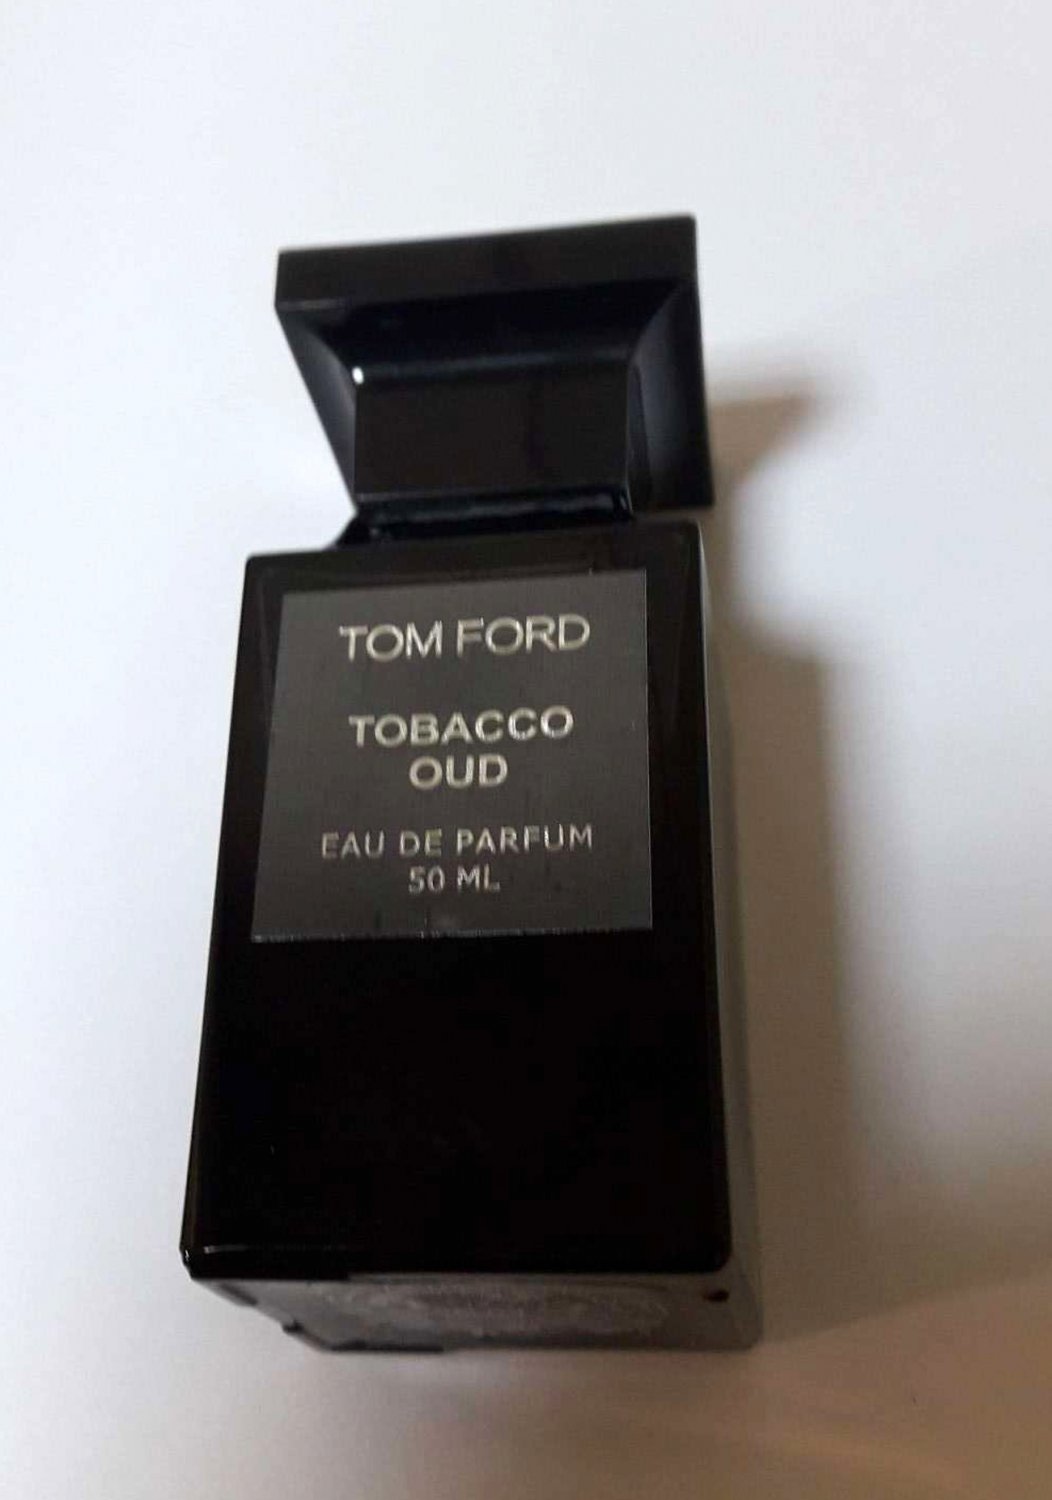 TOM FORD
TOBACCO
OUD
EAU DE PARFUM
50 ML